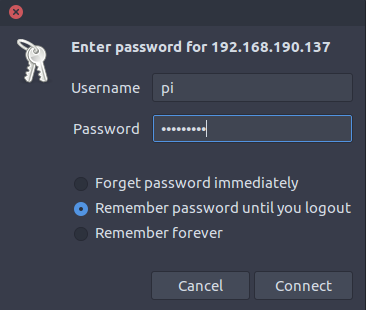 Enter password for 192.168.190.137
Username pi
Password •••••••••
Forget password immediately
Remember password until you logout
Remember forever
Cancel Connect